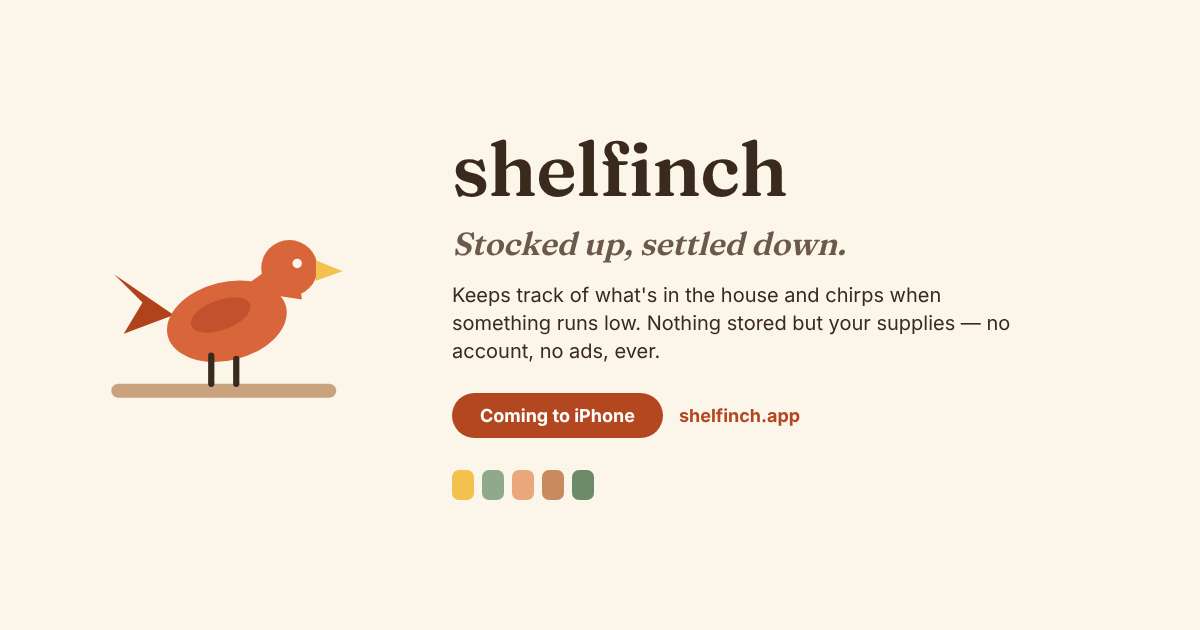 shelfinch
Stocked up, settled down.
Keeps track of what's in the house and chirps when
something runs low. Nothing stored but your supplies — no
account, no ads, ever.
Coming to iPhone
shelfinch.app